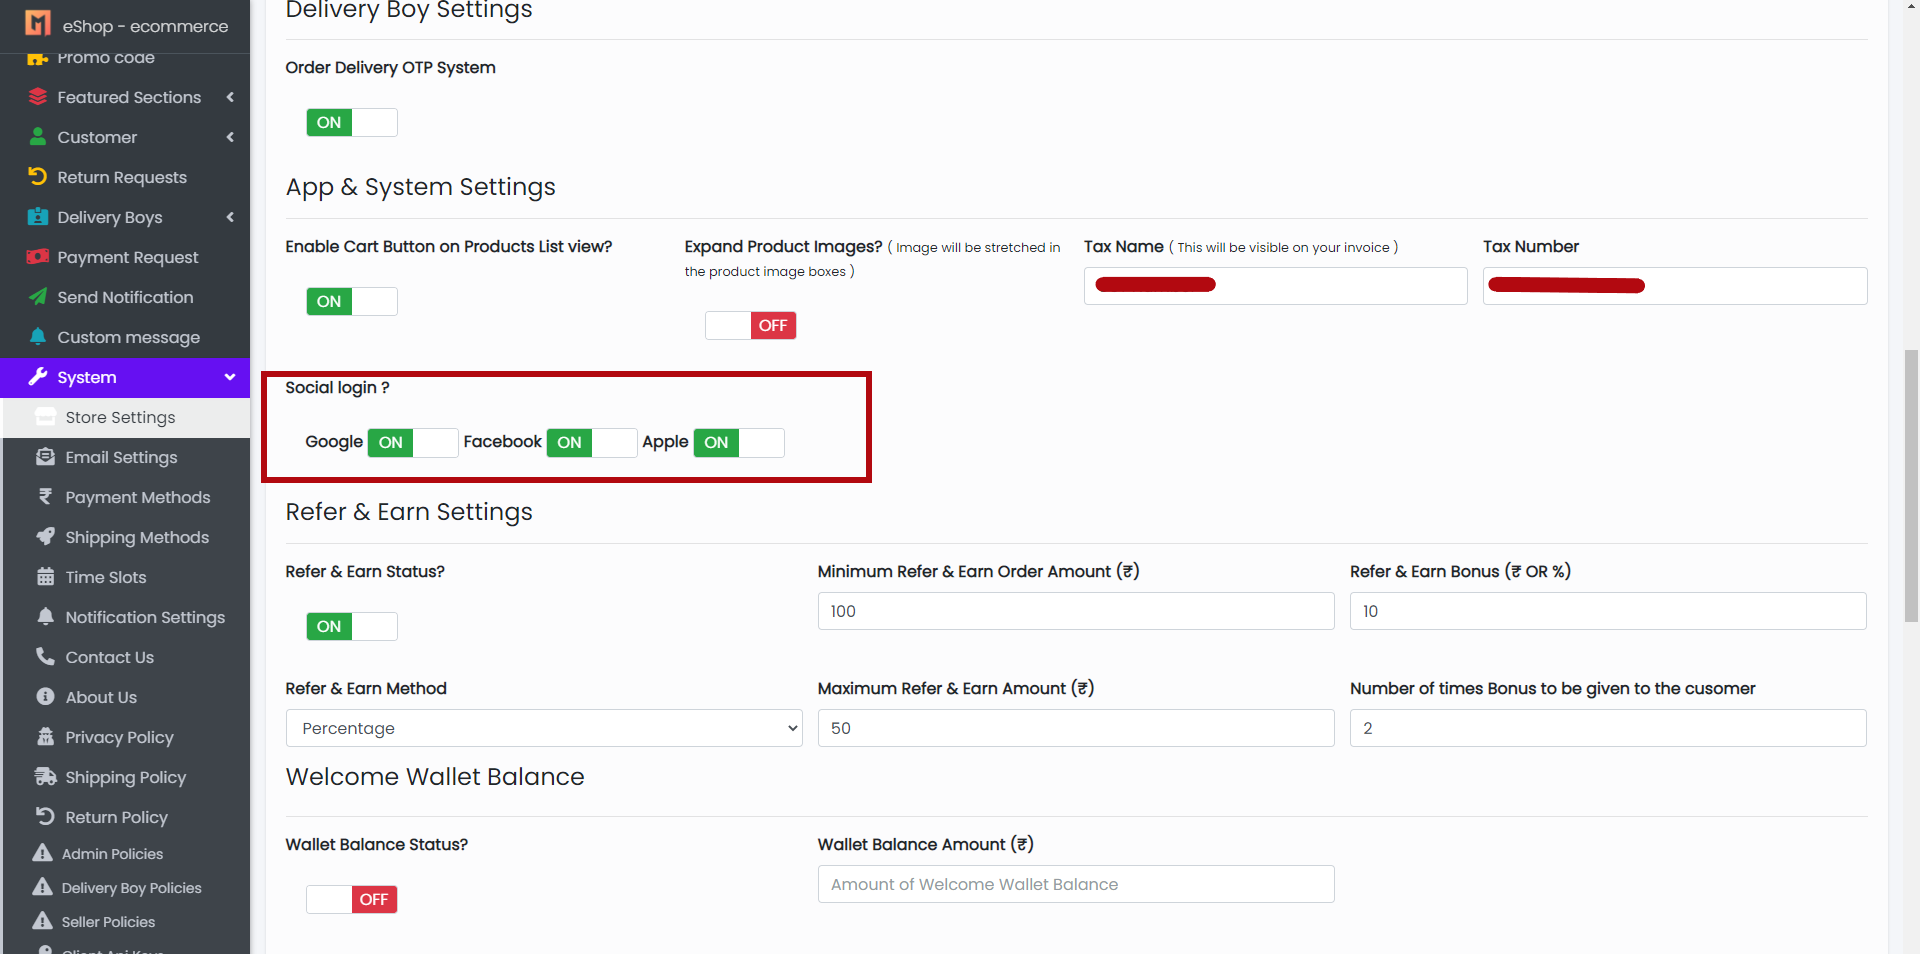 eShop - ecommerce
Promo code
Featured Sections
Customer
Return Requests
Delivery Boys
Payment Request
Send Notification
Custom message
System
Store Settings
Email Settings
Payment Methods
Shipping Methods
Time Slots
Notification Settings
Contact Us
About Us
Privacy Policy
Shipping Policy
Return Policy
Admin Policies
Delivery Boy Policies
Seller Policies
Client Api Keys
Delivery Boy Settings
Order Delivery OTP System
ON
App & System Settings
Enable Cart Button on Products List view?
ON
Expand Product Images? ( Image will be stretched in
the product image boxes )
OFF
Tax Name ( This will be visible on your invoice )
Tax Number
Social login ?
Google ON Facebook ON Apple ON
Refer & Earn Settings
Refer & Earn Status?
ON
Minimum Refer & Earn Order Amount (₹)
100
Refer & Earn Bonus (₹ OR %)
10
Refer & Earn Method
Percentage
Maximum Refer & Earn Amount (₹)
50
Number of times Bonus to be given to the cusomer
2
Welcome Wallet Balance
Wallet Balance Status?
OFF
Wallet Balance Amount (₹)
Amount of Welcome Wallet Balance